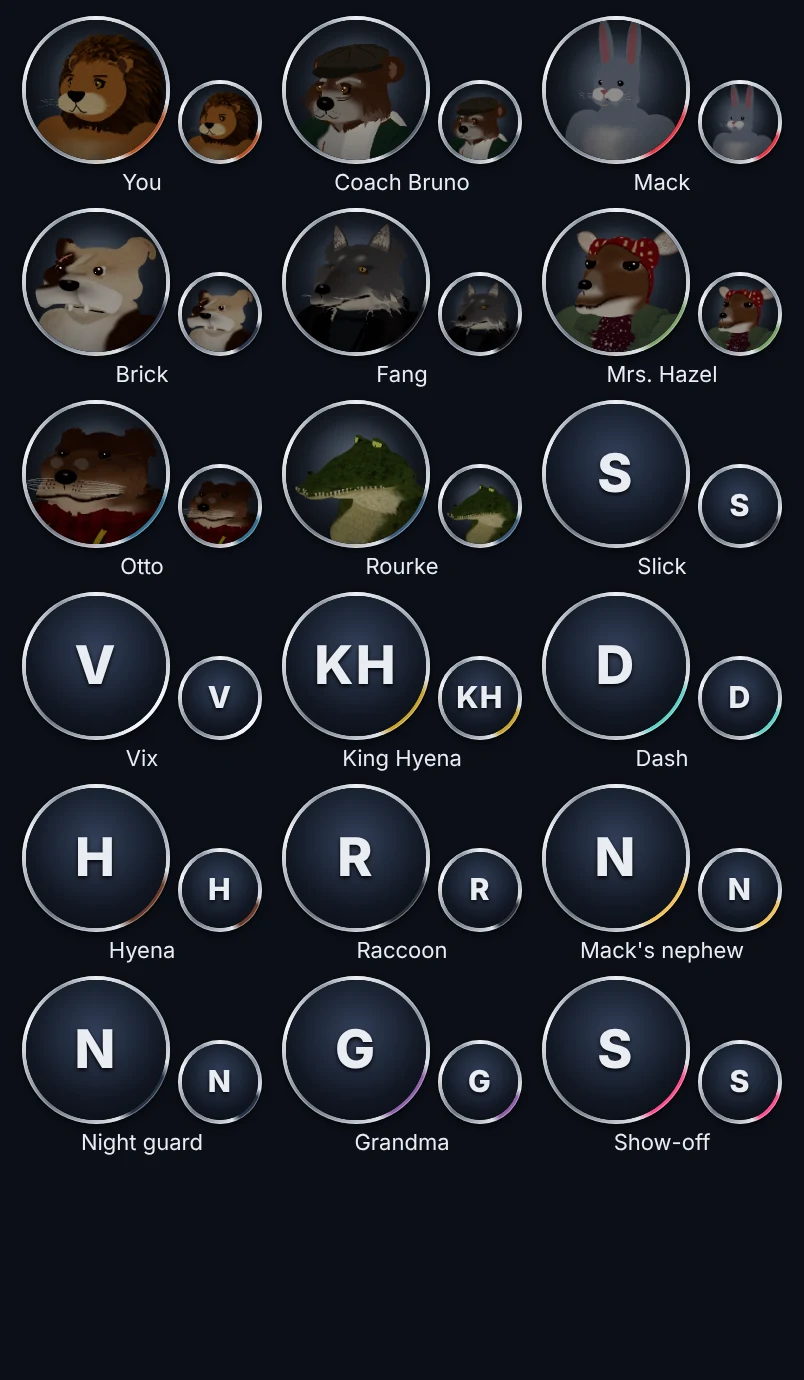 You
Coach Bruno
Mack
Brick
Fang
Mrs. Hazel
Otto
Rourke
S
S
Slick
V
V
Vix
KH
KH
King Hyena
D
D
Dash
H
H
Hyena
R
R
Raccoon
N
N
Mack's nephew
N
N
Night guard
G
G
Grandma
S
S
Show-off